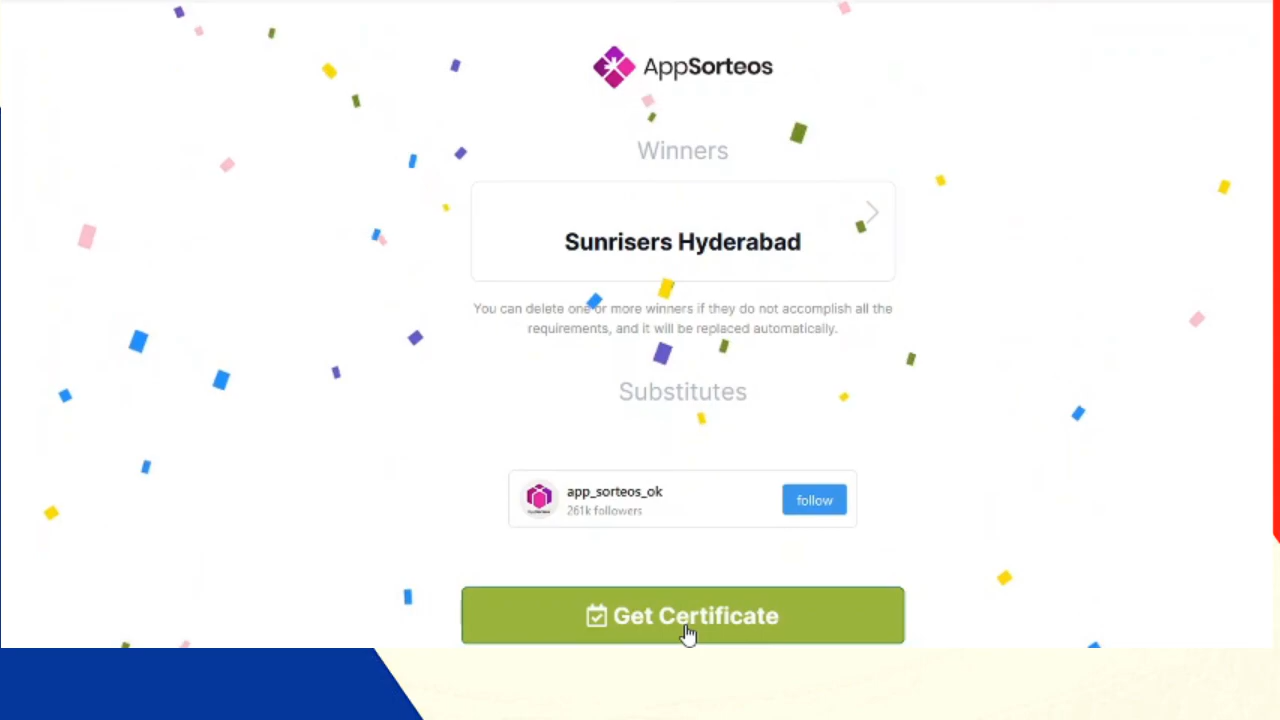 AppSorteos
Winners
Sunrisers Hyderabad
You can delete one or more winners if they do not accomplish all the
requirements, and it will be replaced automatically.
Substitutes
app_sorteos_ok
261k followers
follow
Get Certificate